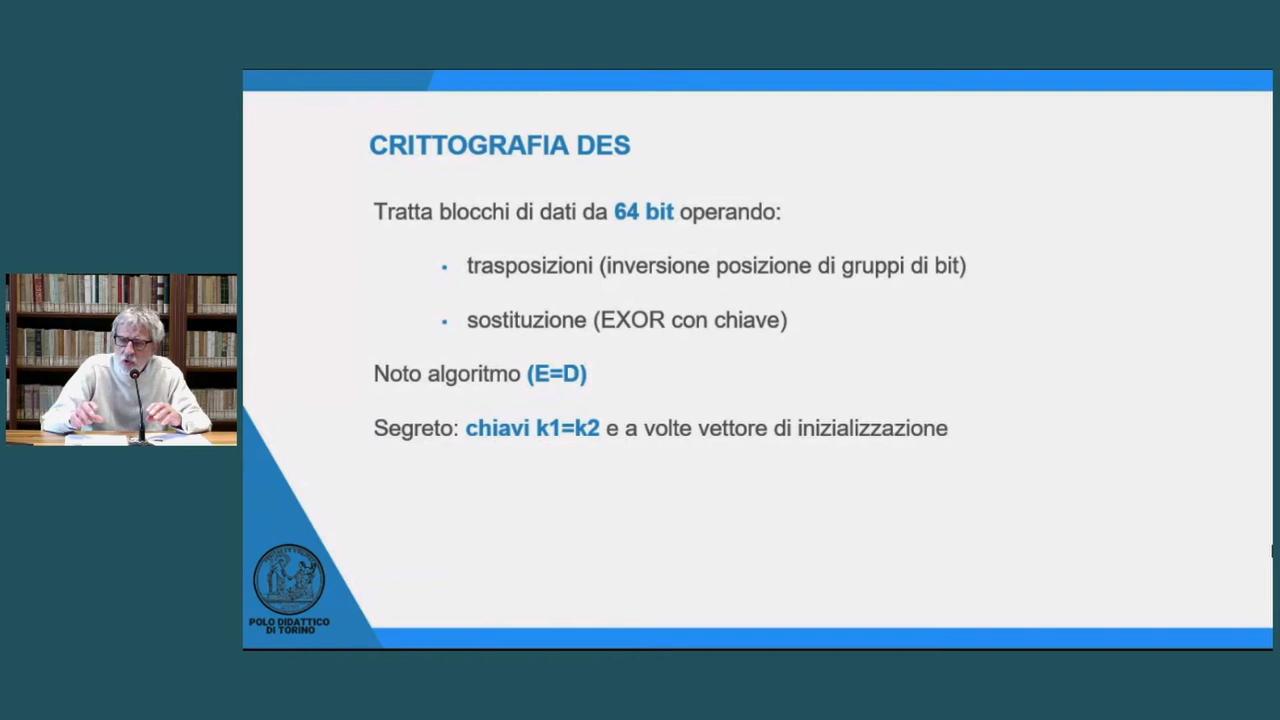 CRITTOGRAFIA DES
Tratta blocchi di dati da 64 bit operando:
• trasposizioni (inversione posizione di gruppi di bit)
• sostituzione (EXOR con chiave)
Noto algoritmo (E=D)
Segreto: chiavi k1=k2 e a volte vettore di inizializzazione
POLO DIDATTICO
DI TORINO